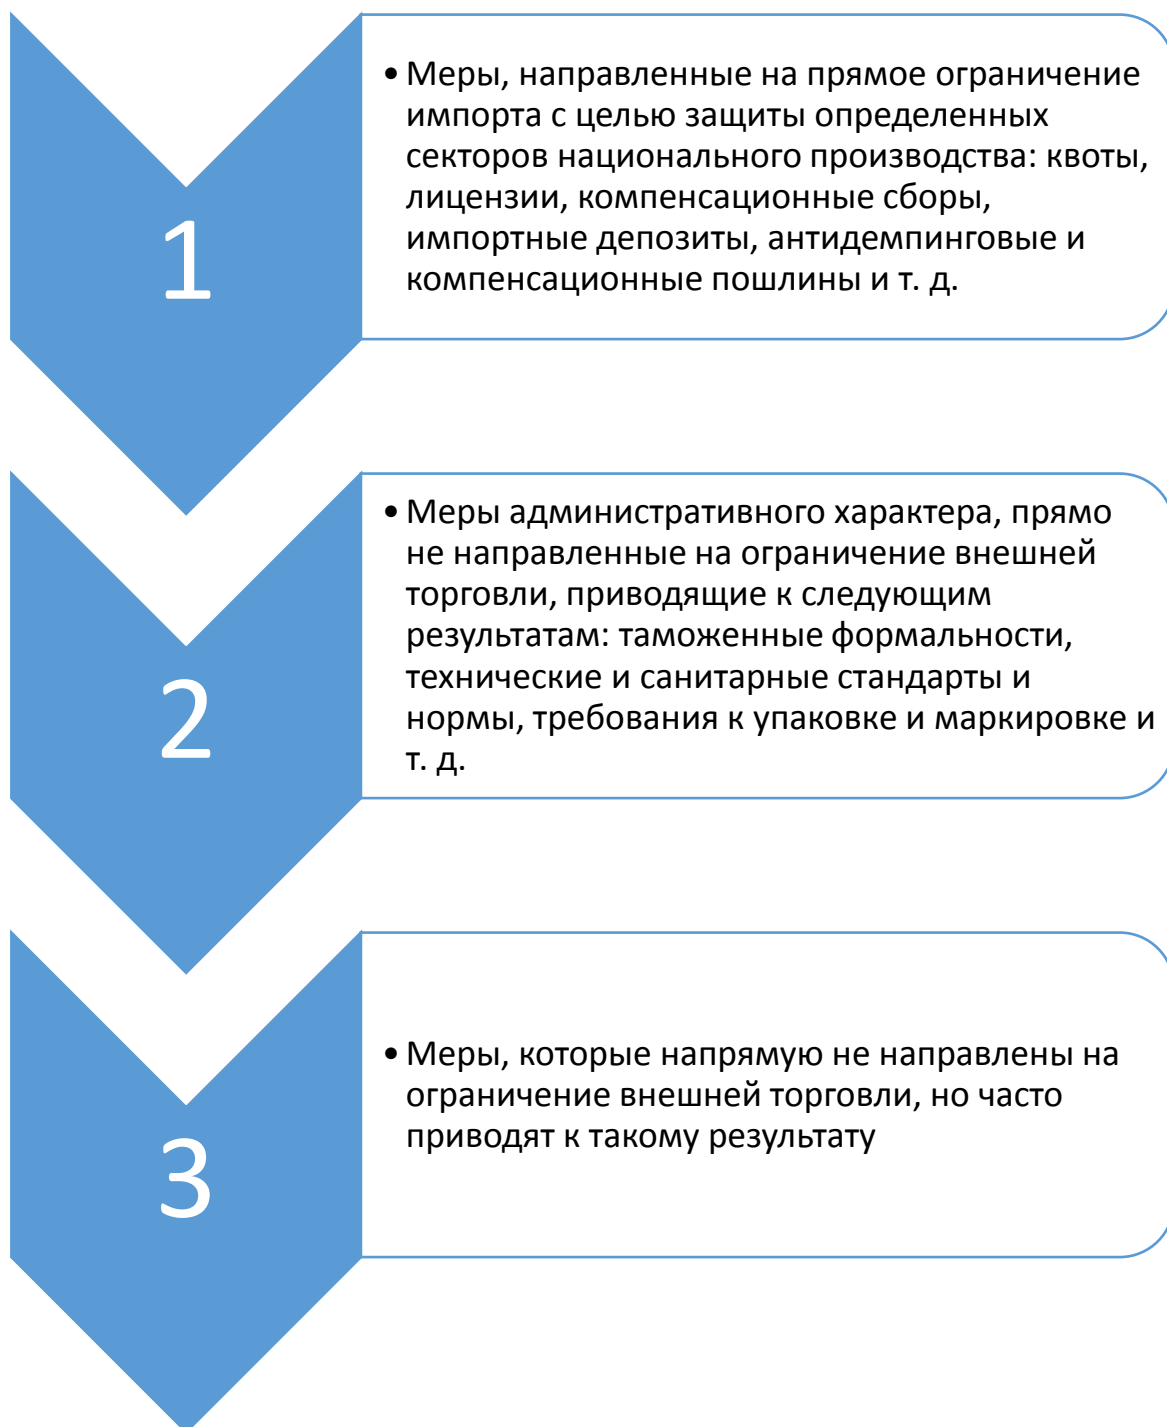 1
• Меры, направленные на прямое ограничение
импорта с целью защиты определенных
секторов национального производства: квоты,
лицензии, компенсационные сборы,
импортные депозиты, антидемпинговые и
компенсационные пошлины и т. д.
2
• Меры административного характера, прямо
не направленные на ограничение внешней
торговли, приводящие к следующим
результатам: таможенные формальности,
технические и санитарные стандарты и
нормы, требования к упаковке и маркировке и
т. д.
3
• Меры, которые напрямую не направлены на
ограничение внешней торговли, но часто
приводят к такому результату